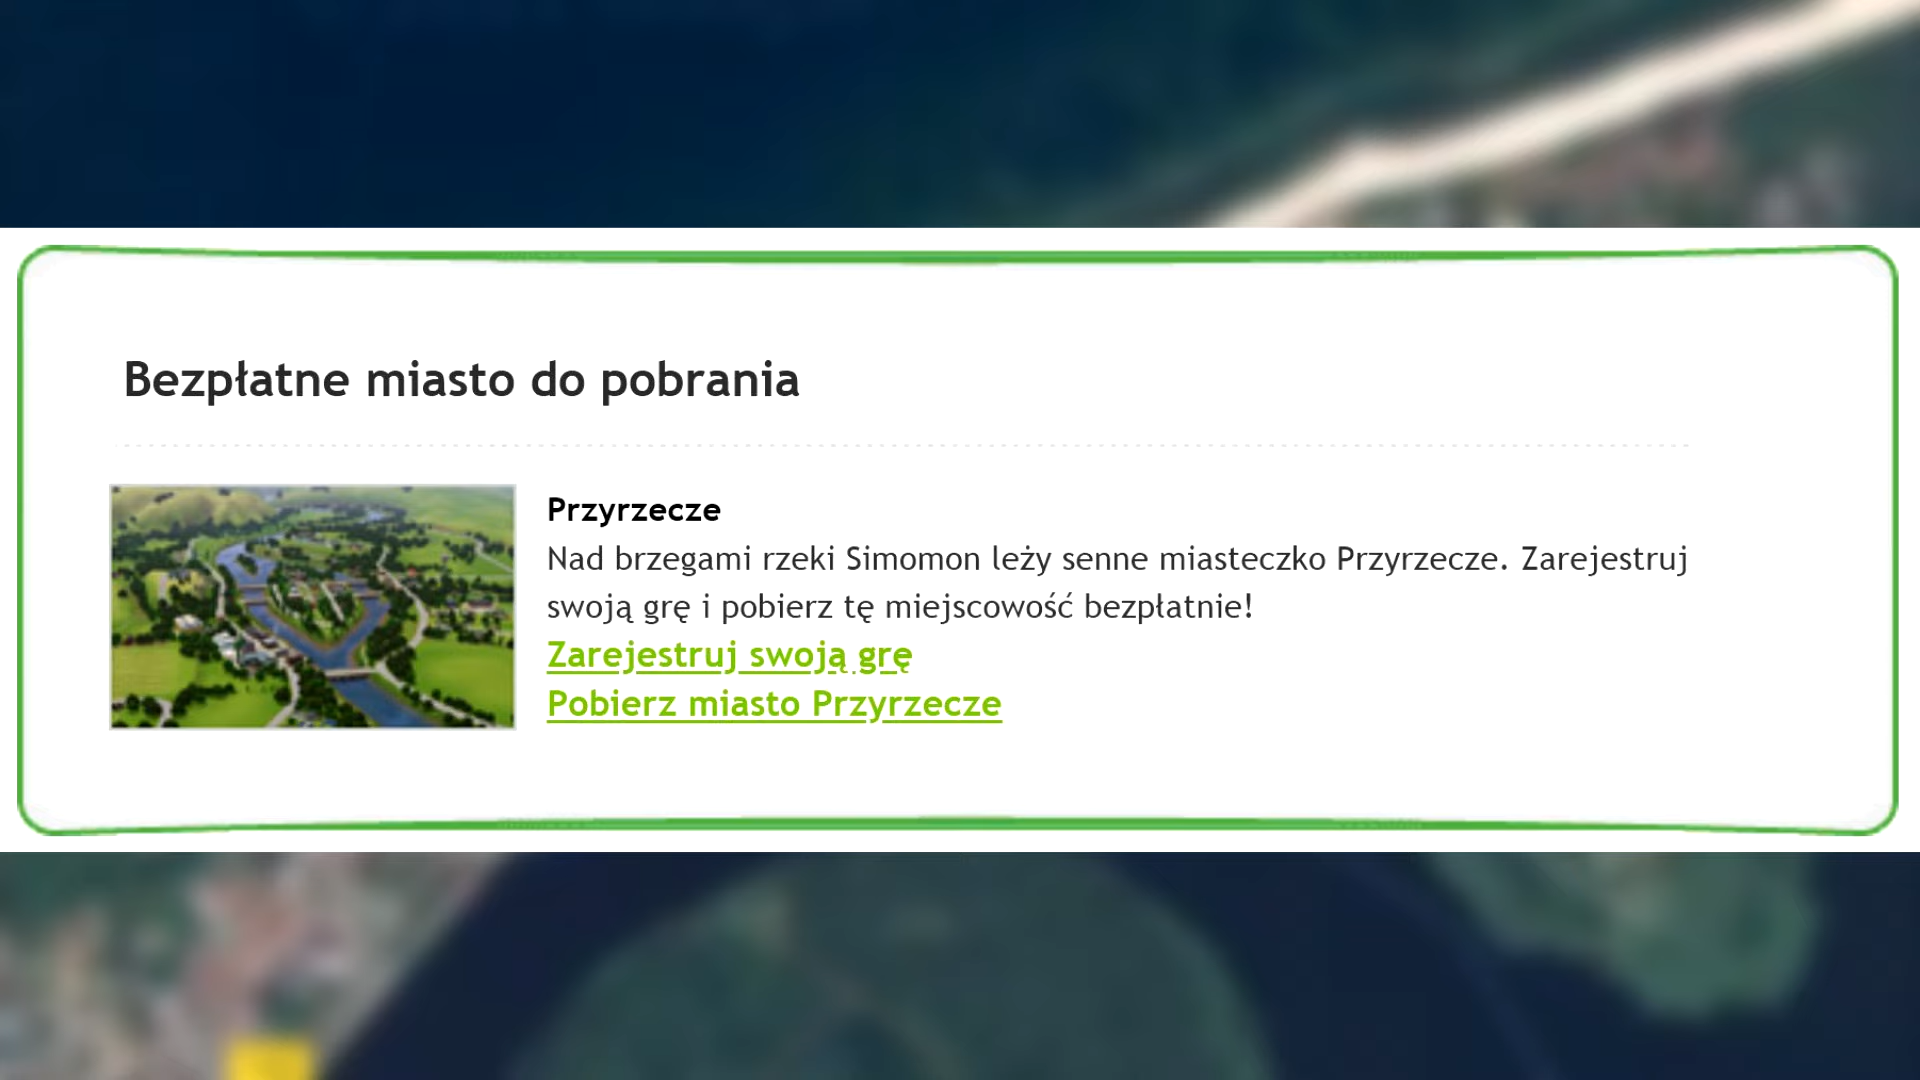 Bezpłatne miasto do pobrania
Przyrzecze
Nad brzegami rzeki Simomon leży senne miasteczko Przyrzecze. Zarejestruj
swoją grę i pobierz tę miejscowość bezpłatnie!
Zarejestruj swoją grę
Pobierz miasto Przyrzecze